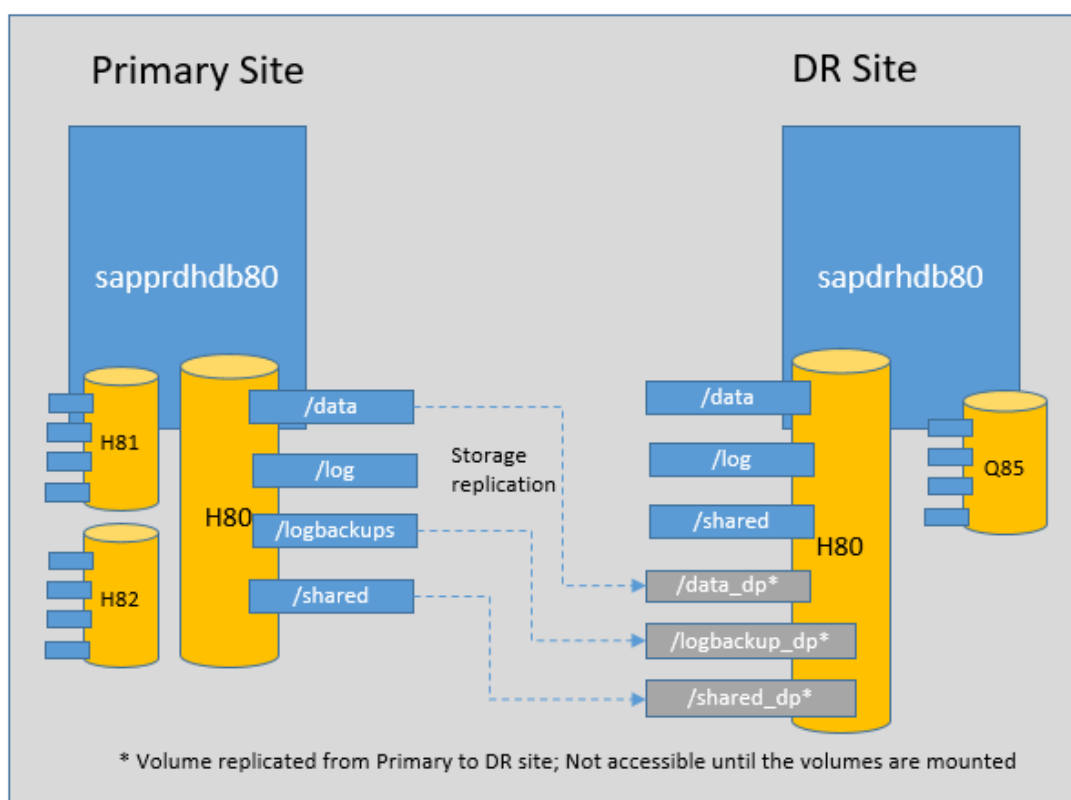 Primary Site
DR Site
sapprdhdb80
sapdrhdb80
H81
H82
H80
/data
/log
/logbackups
/shared
Storage
replication
/data
/log
/shared
/data_dp*
/logbackup_dp*
/shared_dp*
H80
Q85
* Volume replicated from Primary to DR site; Not accessible until the volumes are mounted